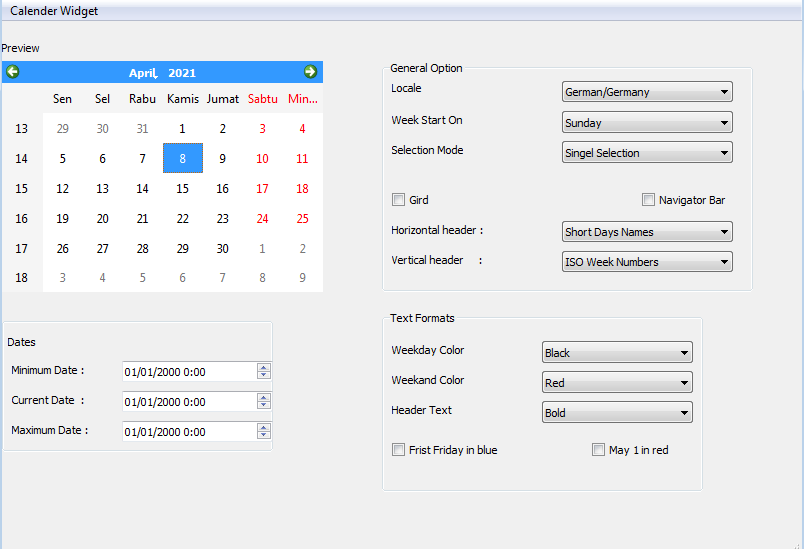 Calender Widget
Preview
April, 2021
Sen Sel Rabu Kamis Jumat Sabtu Min...
13 29 30 31 1 2 3 4
14 5 6 7 8 9 10 11
15 12 13 14 15 16 17 18
16 19 20 21 22 23 24 25
17 26 27 28 29 30 1 2
18 3 4 5 6 7 8 9
Dates
Minimum Date : 01/01/2000 0:00
Current Date : 01/01/2000 0:00
Maximum Date : 01/01/2000 0:00
General Option
Locale German/Germany
Week Start On Sunday
Selection Mode Singel Selection
Gird Navigator Bar
Horizontal header : Short Days Names
Vertical header : ISO Week Numbers
Text Formats
Weekday Color Black
Weekand Color Red
Header Text Bold
Frist Friday in blue May 1 in red